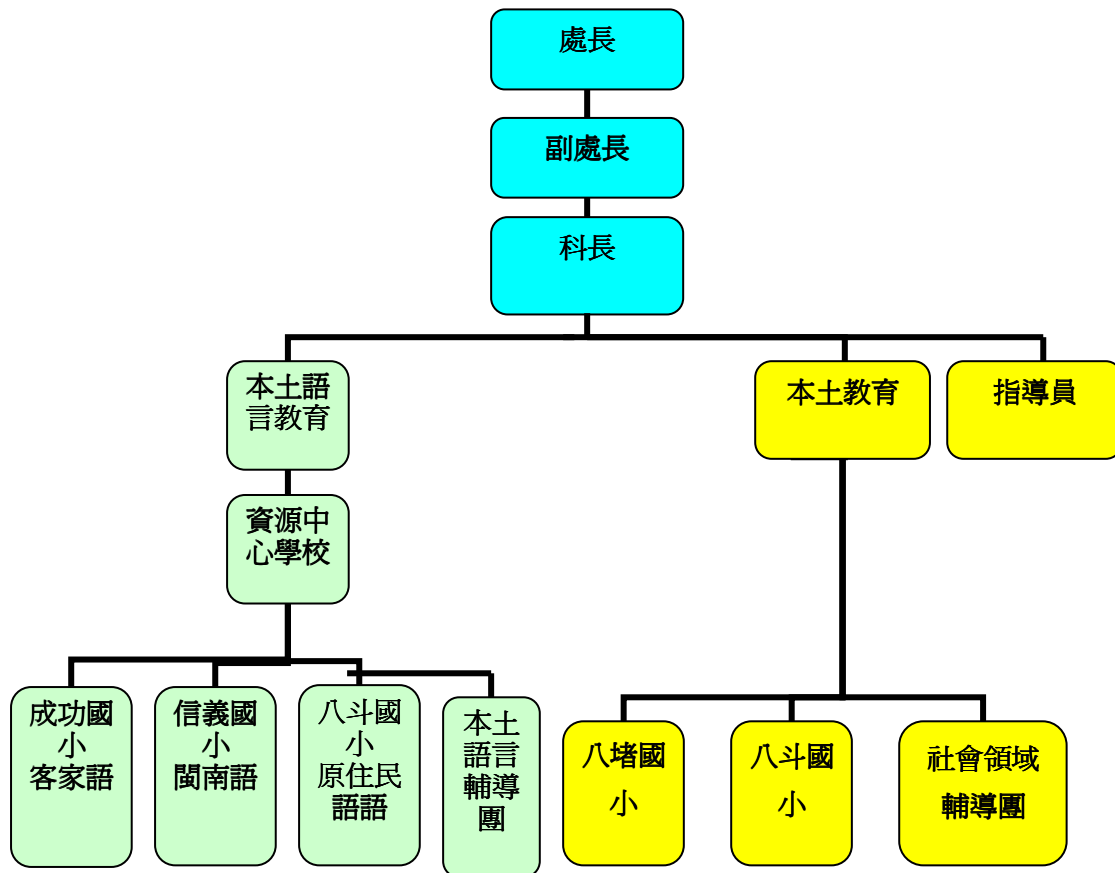 處長
副處長
科長
本土語
言教育
本土教育
指導員
資源中
心學校
成功國
小
客家語
信義國
小
閩南語
八斗國
小
原住民
語語
本土
語言
輔導
團
八堵國
小
八斗國
小
社會領域
輔導團